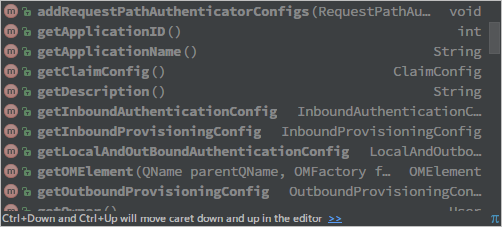 addRequestPathAuthenticatorConfigs(RequestPathAu… void
getApplicationID() int
getApplicationName() String
getClaimConfig() ClaimConfig
getDescription() String
getInboundAuthenticationConfig InboundAuthenticationC…
getInboundProvisioningConfig InboundProvisioningConfig
getLocalAndOutBoundAuthenticationConfig LocalAndOutbo…
getOMElement(QName parentQName, OMFactory f… OMElement
getOutboundProvisioningConfig OutboundProvisioningCon…
getOwner() User
Ctrl+Down and Ctrl+Up will move caret down and up in the editor >> π